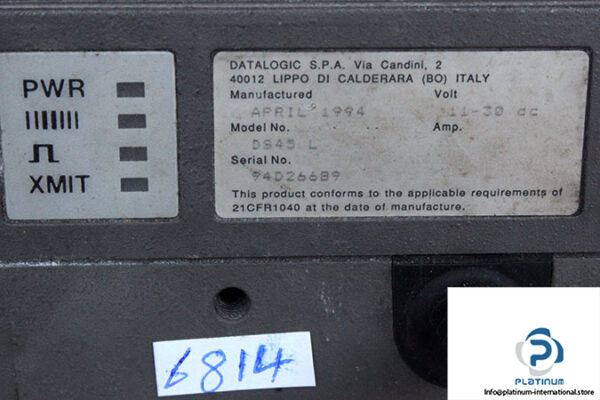 PWR
XMIT
DATALOGIC S.P.A. Via Candini, 2
40012 LIPPO DI CALDERARA (BO) ITALY
Manufactured Volt
APRIL 1994 11-30 dc
Model No. Amp.
DS45 L
Serial No.
94D26689
This product conforms to the applicable requirements of
21CFR1040 at the date of manufacture.
6814
PLATINUM
Info@platinum-international.store